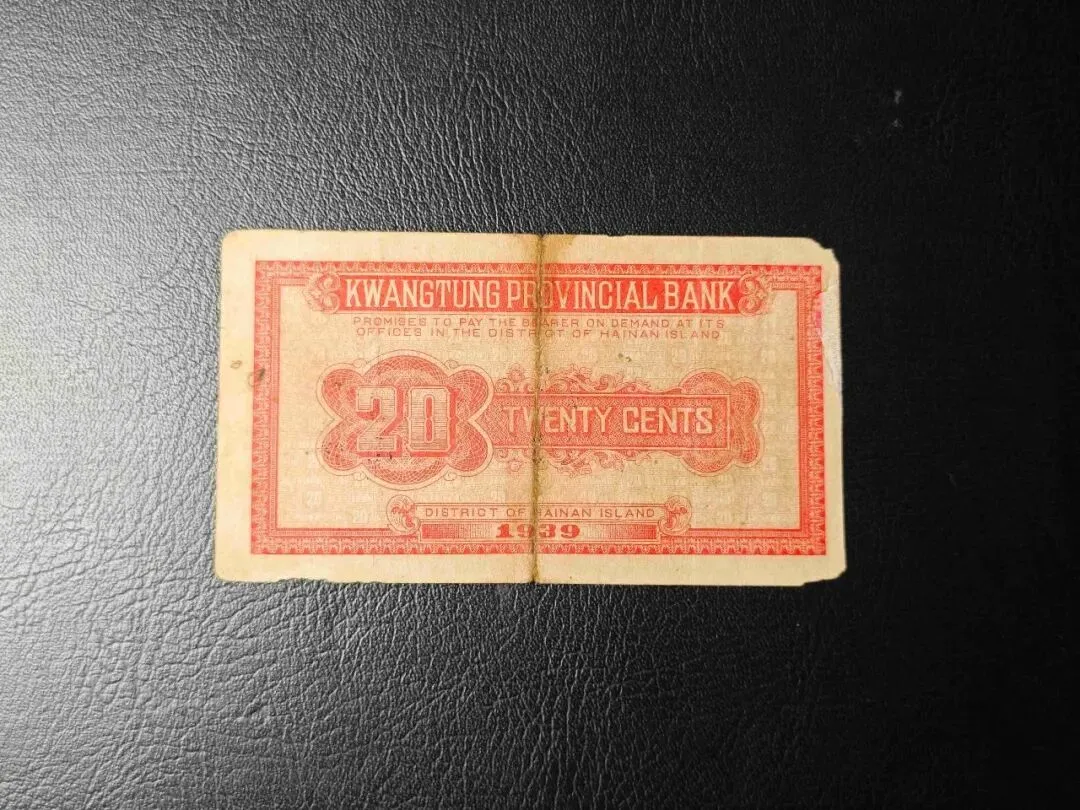 KWANGTUNG PROVINCIAL BANK
PROMISES TO PAY THE BEARER ON DEMAND AT ITS
OFFICES IN THE DISTRICT OF HAINAN ISLAND
20 TWENTY CENTS
DISTRICT OF HAINAN ISLAND
1939